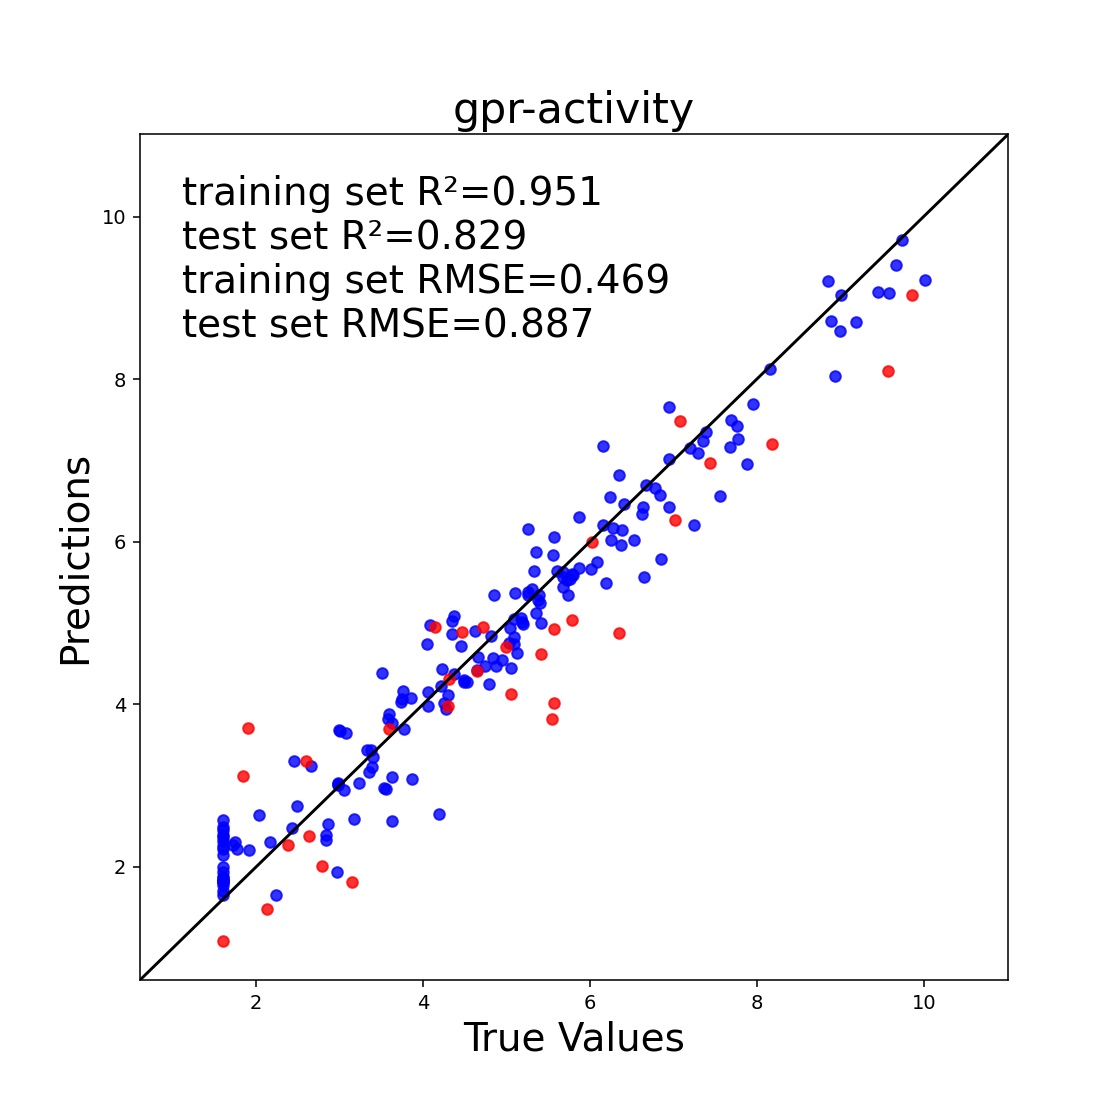 gpr-activity
training set R²=0.951
test set R²=0.829
training set RMSE=0.469
test set RMSE=0.887
10
8
6
4
2
Predictions
2 4 6 8 10
True Values